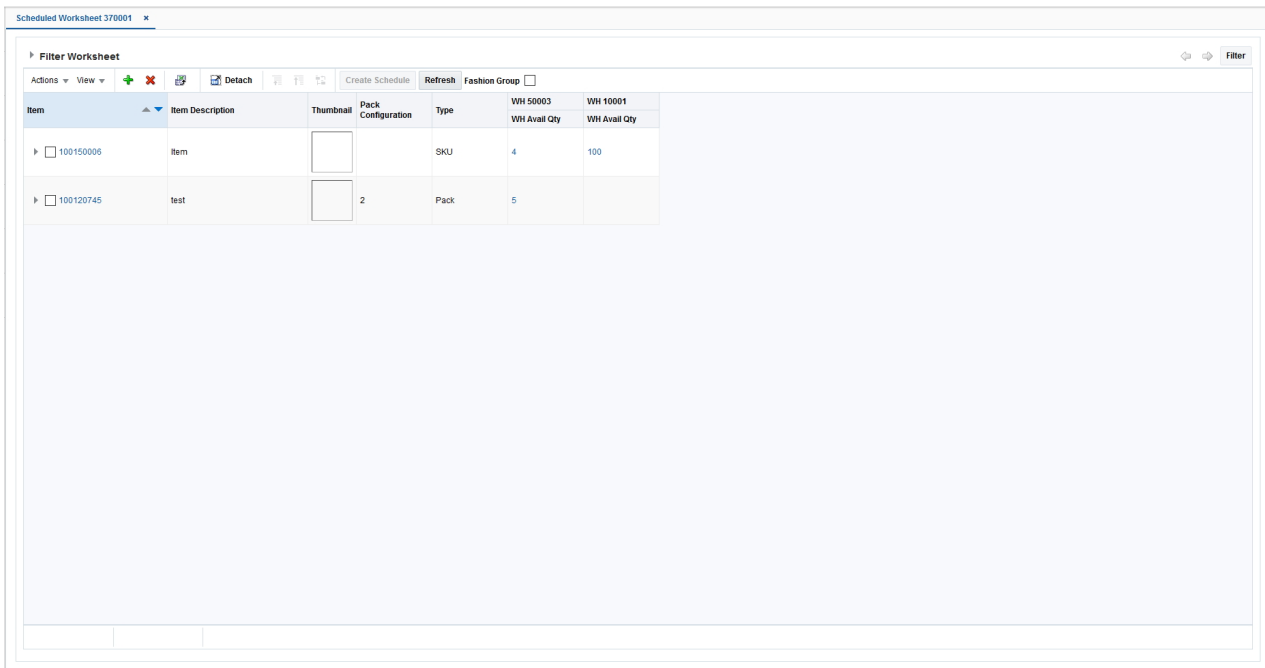 Scheduled Worksheet 370001 ×
Filter Worksheet Filter
Actions View Detach Create Schedule Refresh Fashion Group
Item Item Description Thumbnail Pack Configuration Type WH 50003 WH 10001
WH Avail Qty WH Avail Qty
100150006 Item SKU 4 100
100120745 test 2 Pack 5